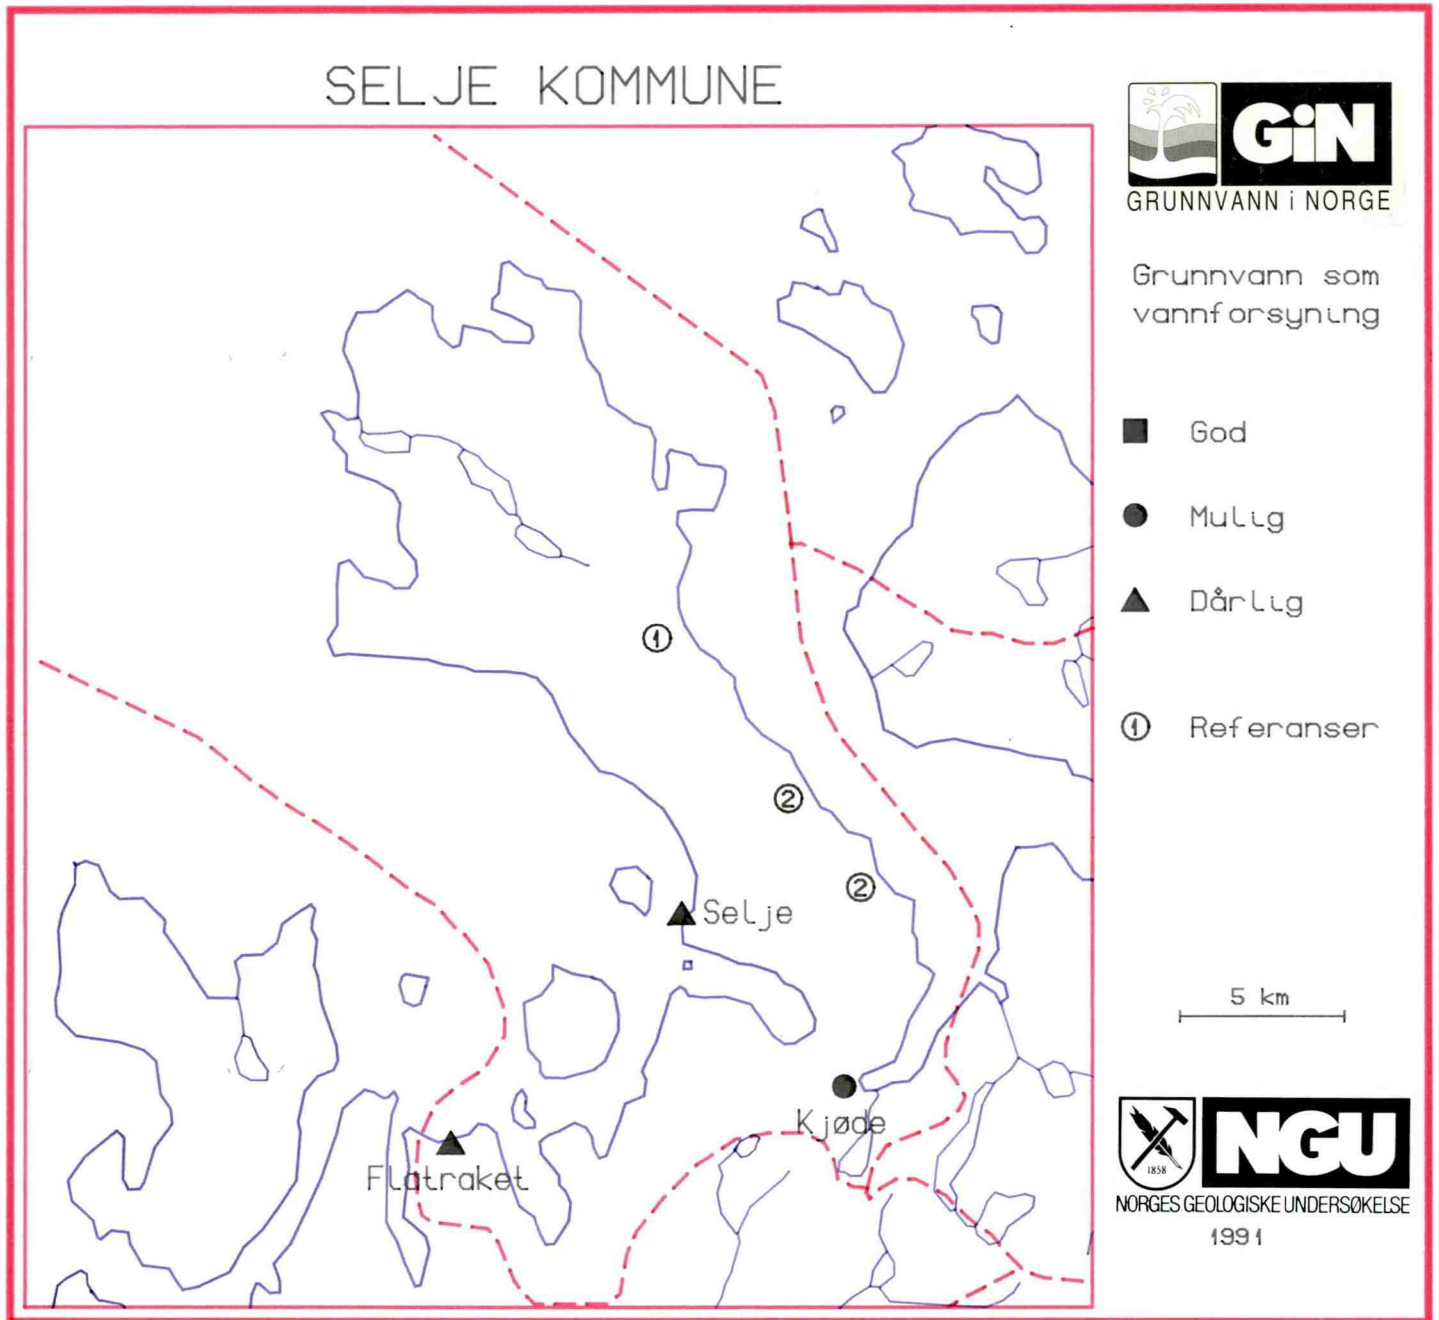 SELJE KOMMUNE
GiN
GRUNNVANN i NORGE
Grunnvann som
vannforsyning
God
Mulig
Dårlig
1 Referanser
1
2
2
Selje
Kjøde
Flatraket
5 km
1858
NGU
NORGES GEOLOGISKE UNDERSØKELSE
1991